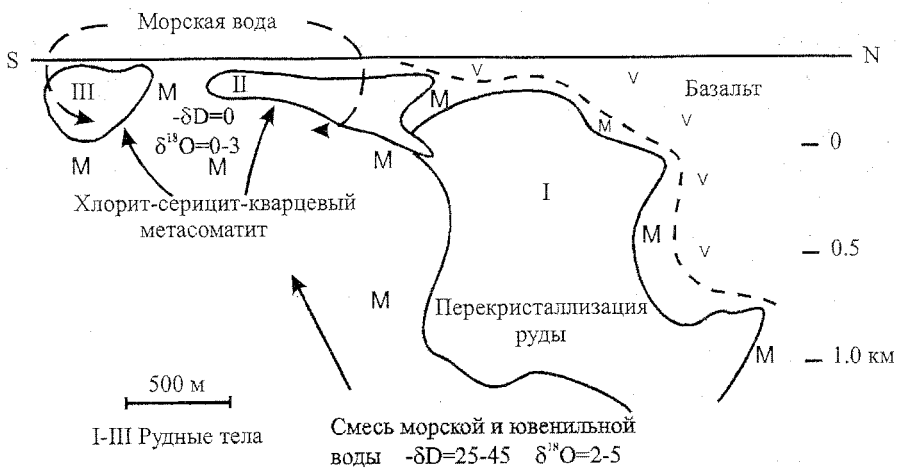 Морская вода
S
N
III
M
II
V
V
Базальт
-δD=0
M
V
δ¹⁸O=0-3
M
0
M
M
M
I
V
Хлорит-серицит-кварцевый
метасоматит
M
V
0.5
M
Перекристаллизация
руды
M
1.0 км
500 м
I-III Рудные тела
Смесь морской и ювенильной
воды -δD=25-45 δ¹⁸O=2-5